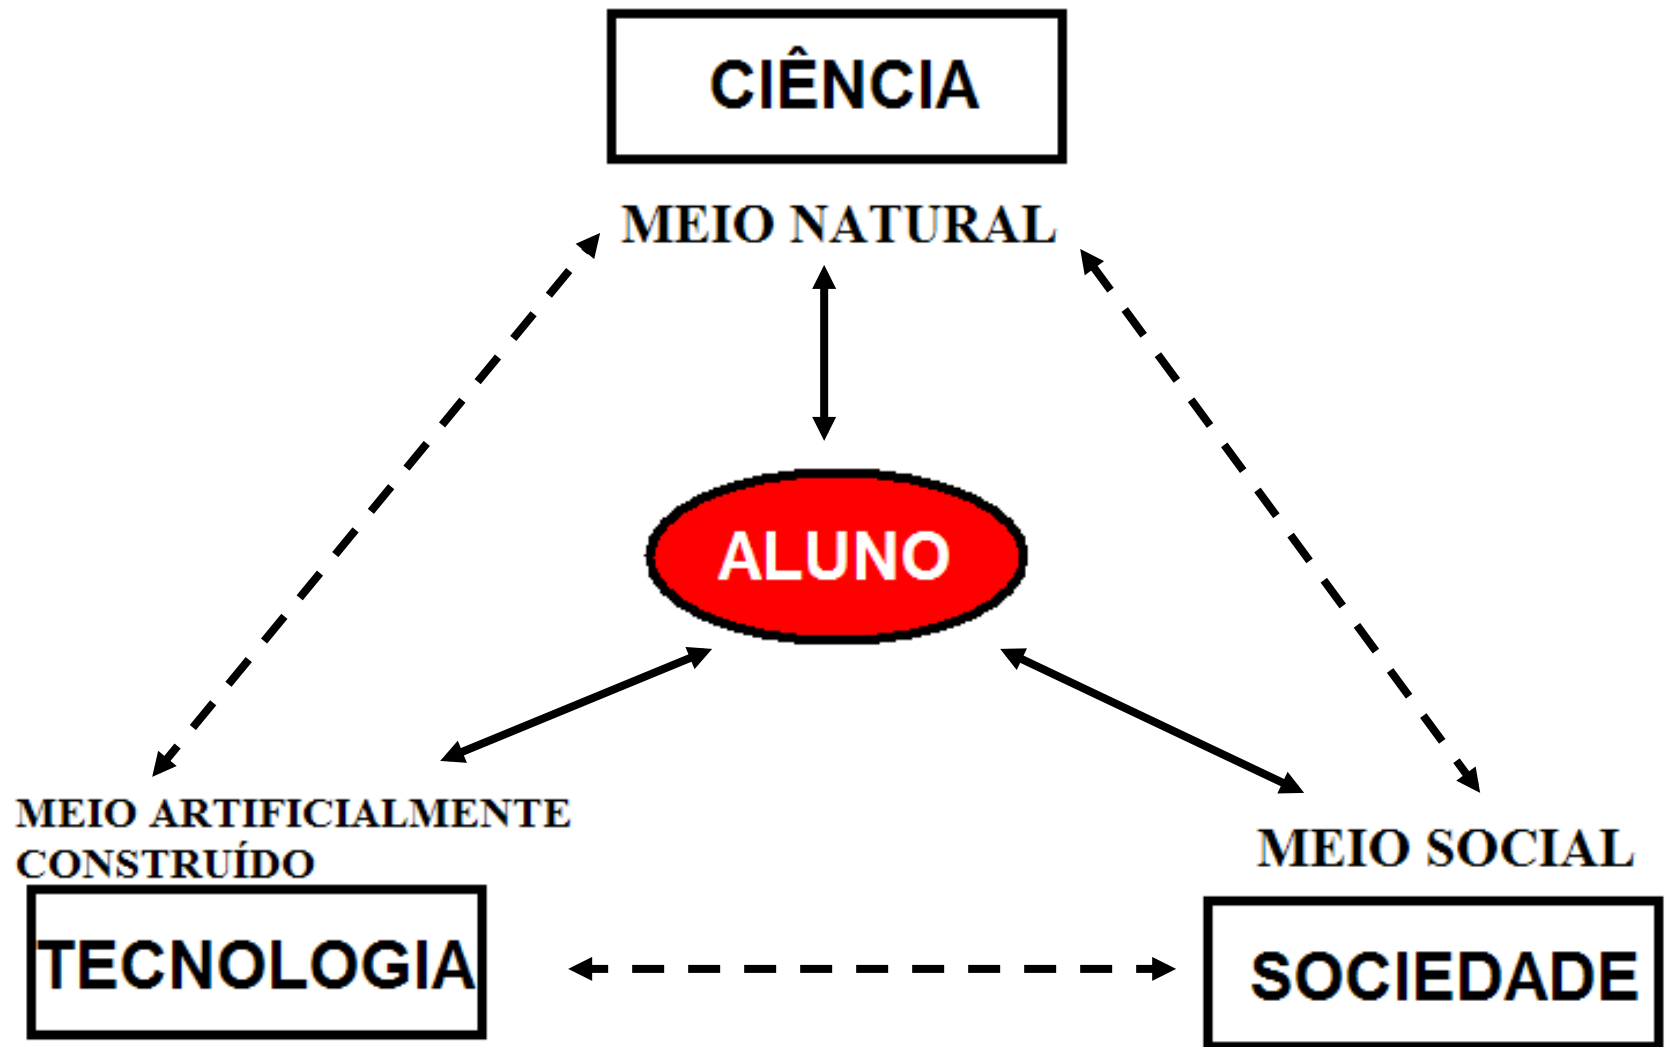 CIÊNCIA
MEIO NATURAL
ALUNO
MEIO ARTIFICIALMENTE
CONSTRUÍDO
TECNOLOGIA
MEIO SOCIAL
SOCIEDADE